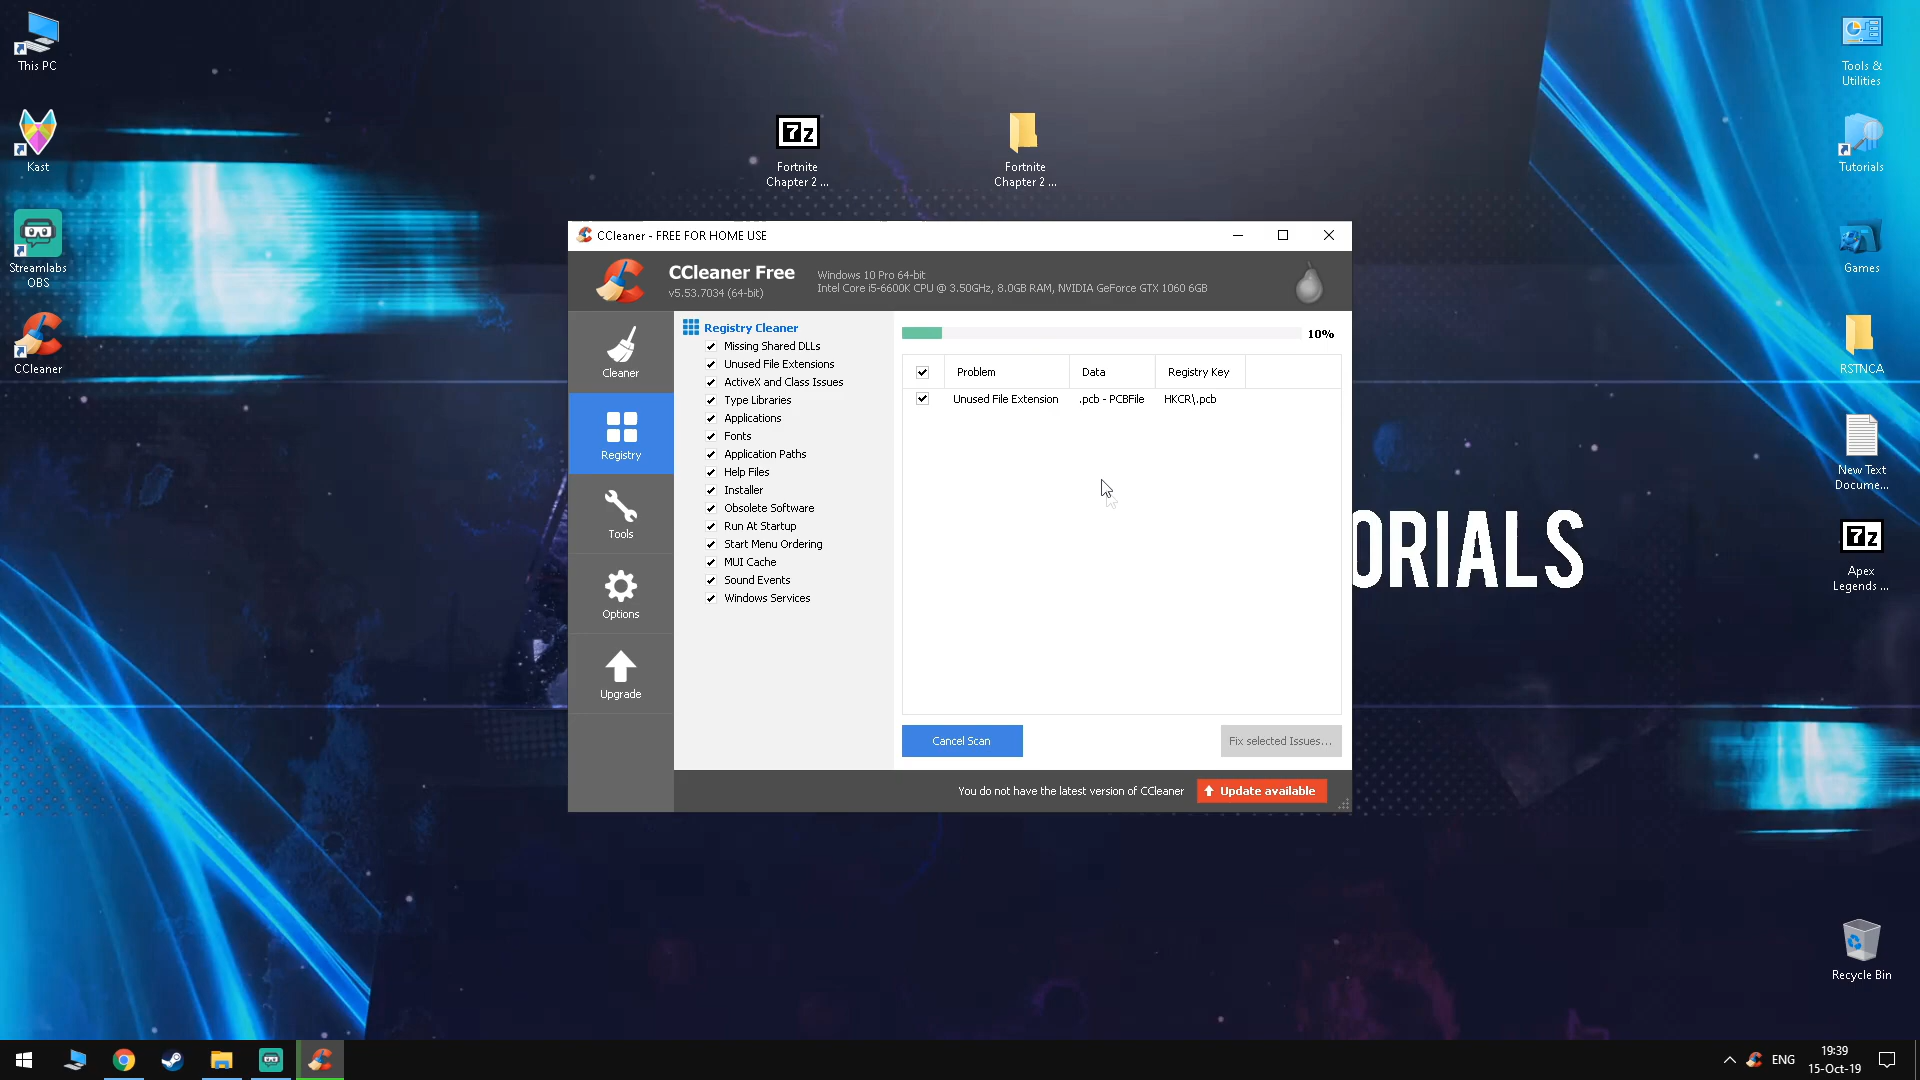 This PC
Kast
Streamlabs
OBS
CCleaner
7z
Fortnite
Chapter 2 ...
Fortnite
Chapter 2 ...
Tools &
Utilities
Tutorials
Games
RSTNCA
New Text
Docume...
7z
Apex
Legends ...
Recycle Bin
ORIALS
CCleaner - FREE FOR HOME USE
CCleaner Free
v5.53.7034 (64-bit)
Windows 10 Pro 64-bit
Intel Core i5-6600K CPU @ 3.50GHz, 8.0GB RAM, NVIDIA GeForce GTX 1060 6GB
Cleaner
Registry
Tools
Options
Upgrade
Registry Cleaner
Missing Shared DLLs
Unused File Extensions
ActiveX and Class Issues
Type Libraries
Applications
Fonts
Application Paths
Help Files
Installer
Obsolete Software
Run At Startup
Start Menu Ordering
MUI Cache
Sound Events
Windows Services
10%
Problem Data Registry Key
Unused File Extension .pcb - PCBFile HKCR\.pcb
Cancel Scan
Fix selected Issues...
You do not have the latest version of CCleaner
Update available
ENG
19:39
15-Oct-19